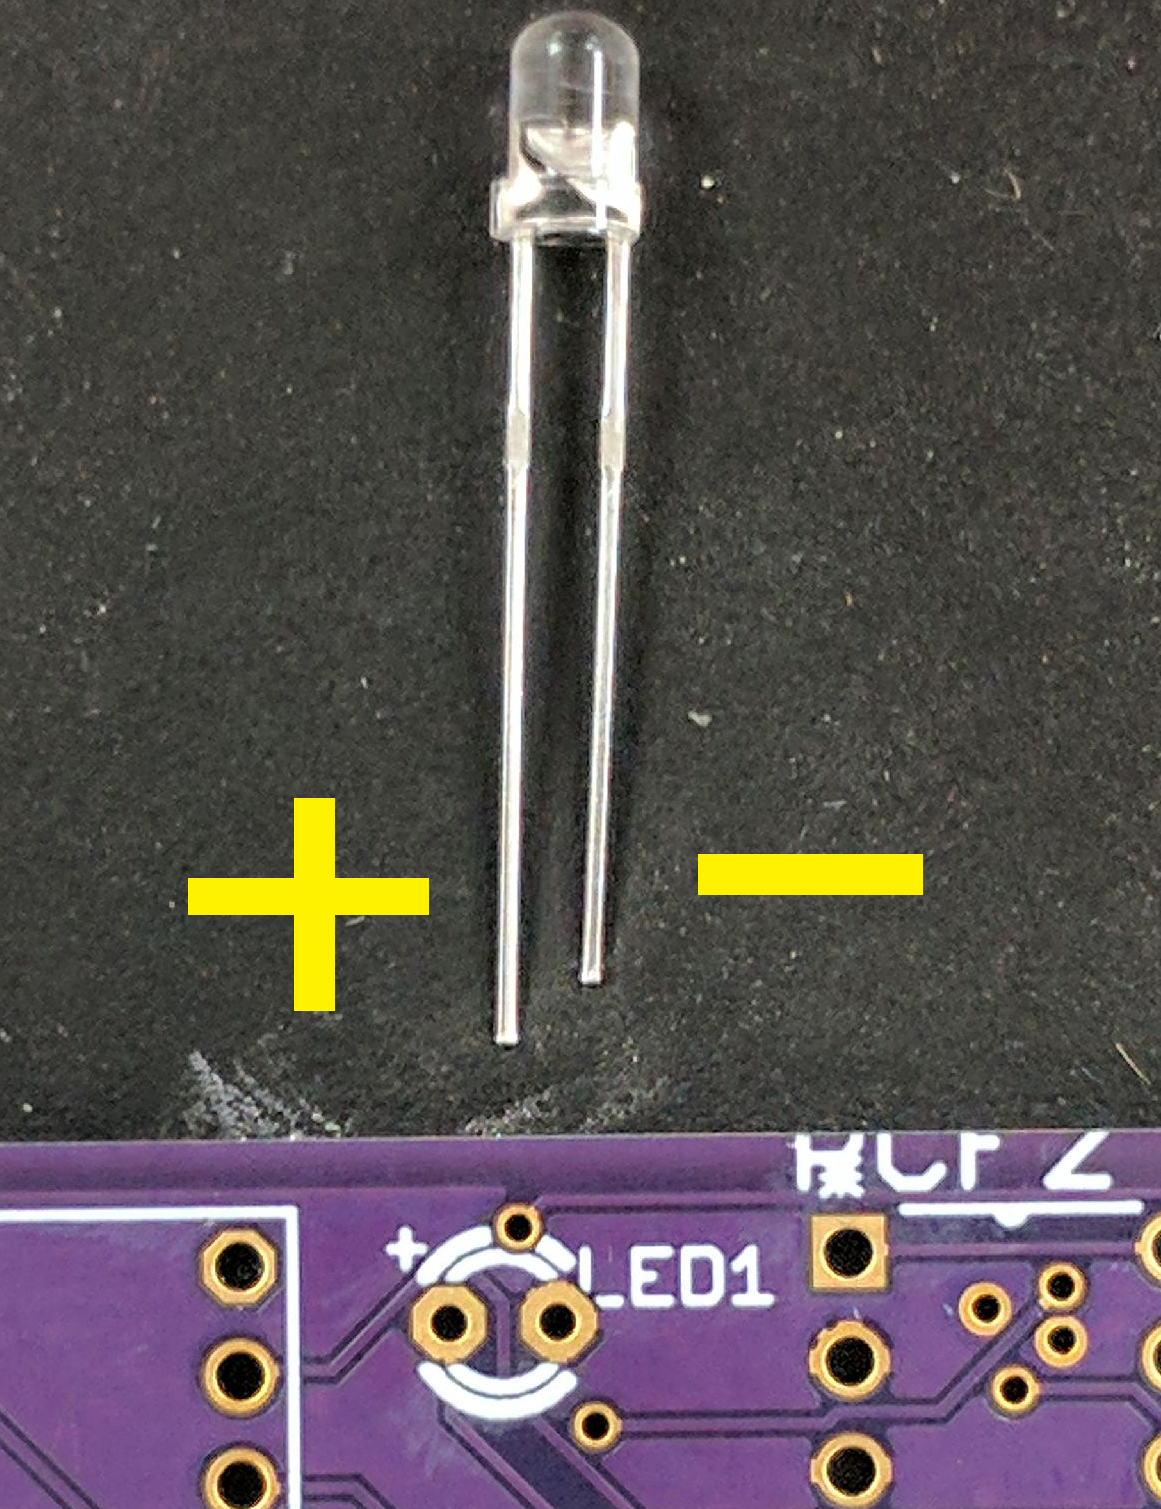 + −
+ LED1